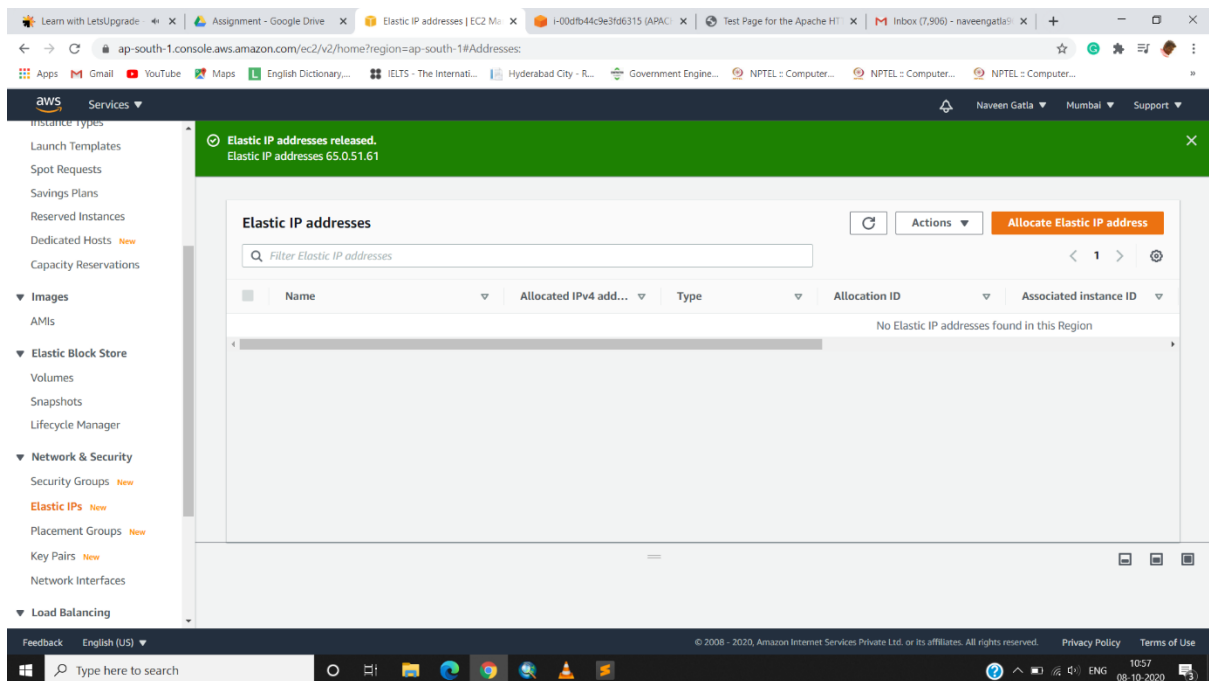 Learn with LetsUpgrade
Assignment - Google Drive
Elastic IP addresses | EC2 Ma
i-00dfb44c9e3fd6315 (APAC
Test Page for the Apache HT
Inbox (7,906) - naveengatla9
ap-south-1.console.aws.amazon.com/ec2/v2/home?region=ap-south-1#Addresses:
Apps
Gmail
YouTube
Maps
English Dictionary,...
IELTS - The Internati...
Hyderabad City - R...
Government Engine...
NPTEL :: Computer...
NPTEL :: Computer...
NPTEL :: Computer...
aws
Services
Naveen Gatla
Mumbai
Support
Instance Types
Launch Templates
Spot Requests
Savings Plans
Reserved Instances
Dedicated Hosts New
Capacity Reservations
Images
AMIs
Elastic Block Store
Volumes
Snapshots
Lifecycle Manager
Network & Security
Security Groups New
Elastic IPs New
Placement Groups New
Key Pairs New
Network Interfaces
Load Balancing
Elastic IP addresses released.
Elastic IP addresses 65.0.51.61
Elastic IP addresses
Actions
Allocate Elastic IP address
Filter Elastic IP addresses
1
Name
Allocated IPv4 add...
Type
Allocation ID
Associated instance ID
No Elastic IP addresses found in this Region
Feedback
English (US)
© 2008 - 2020, Amazon Internet Services Private Ltd. or its affiliates. All rights reserved.
Privacy Policy
Terms of Use
Type here to search
ENG
10:57
08-10-2020